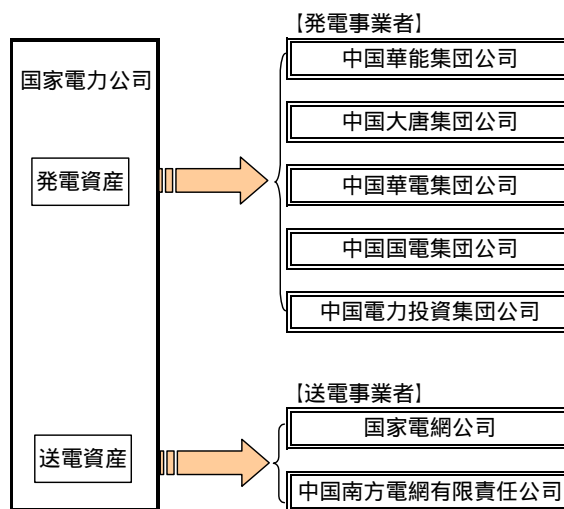 国家電力公司
発電資産
送電資産
【発電事業者】
中国華能集団公司
中国大唐集団公司
中国華電集団公司
中国国電集団公司
中国電力投資集団公司
【送電事業者】
国家電網公司
中国南方電網有限責任公司